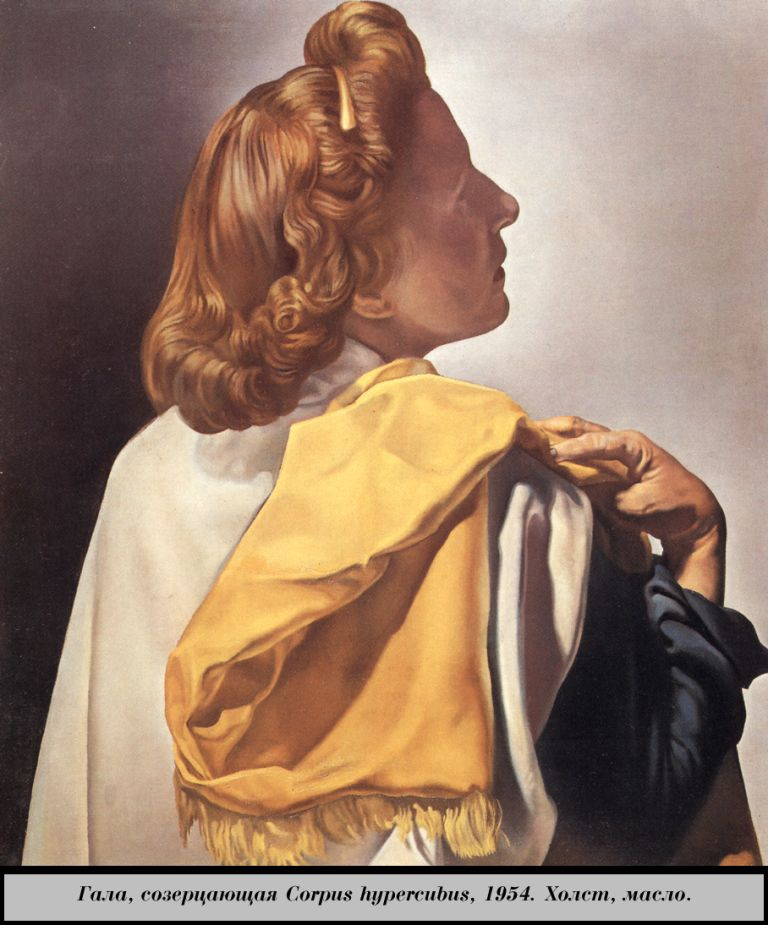 Гала, созерцающая Corpus hypercubus, 1954. Холст, масло.